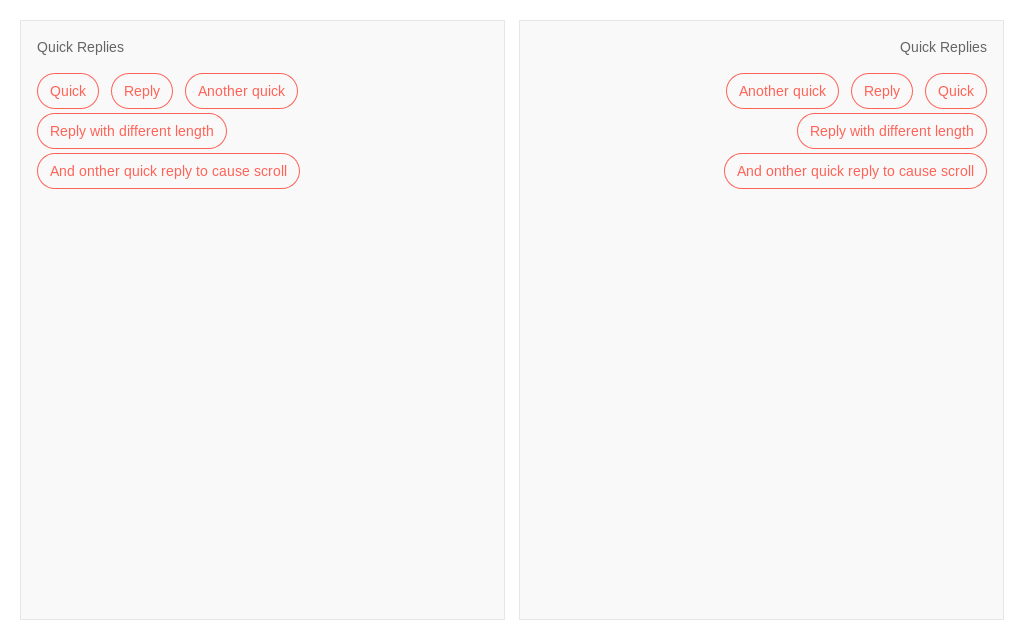 Quick Replies
Quick Reply Another quick
Reply with different length
And onther quick reply to cause scroll
Quick Replies
Another quick Reply Quick
Reply with different length
And onther quick reply to cause scroll